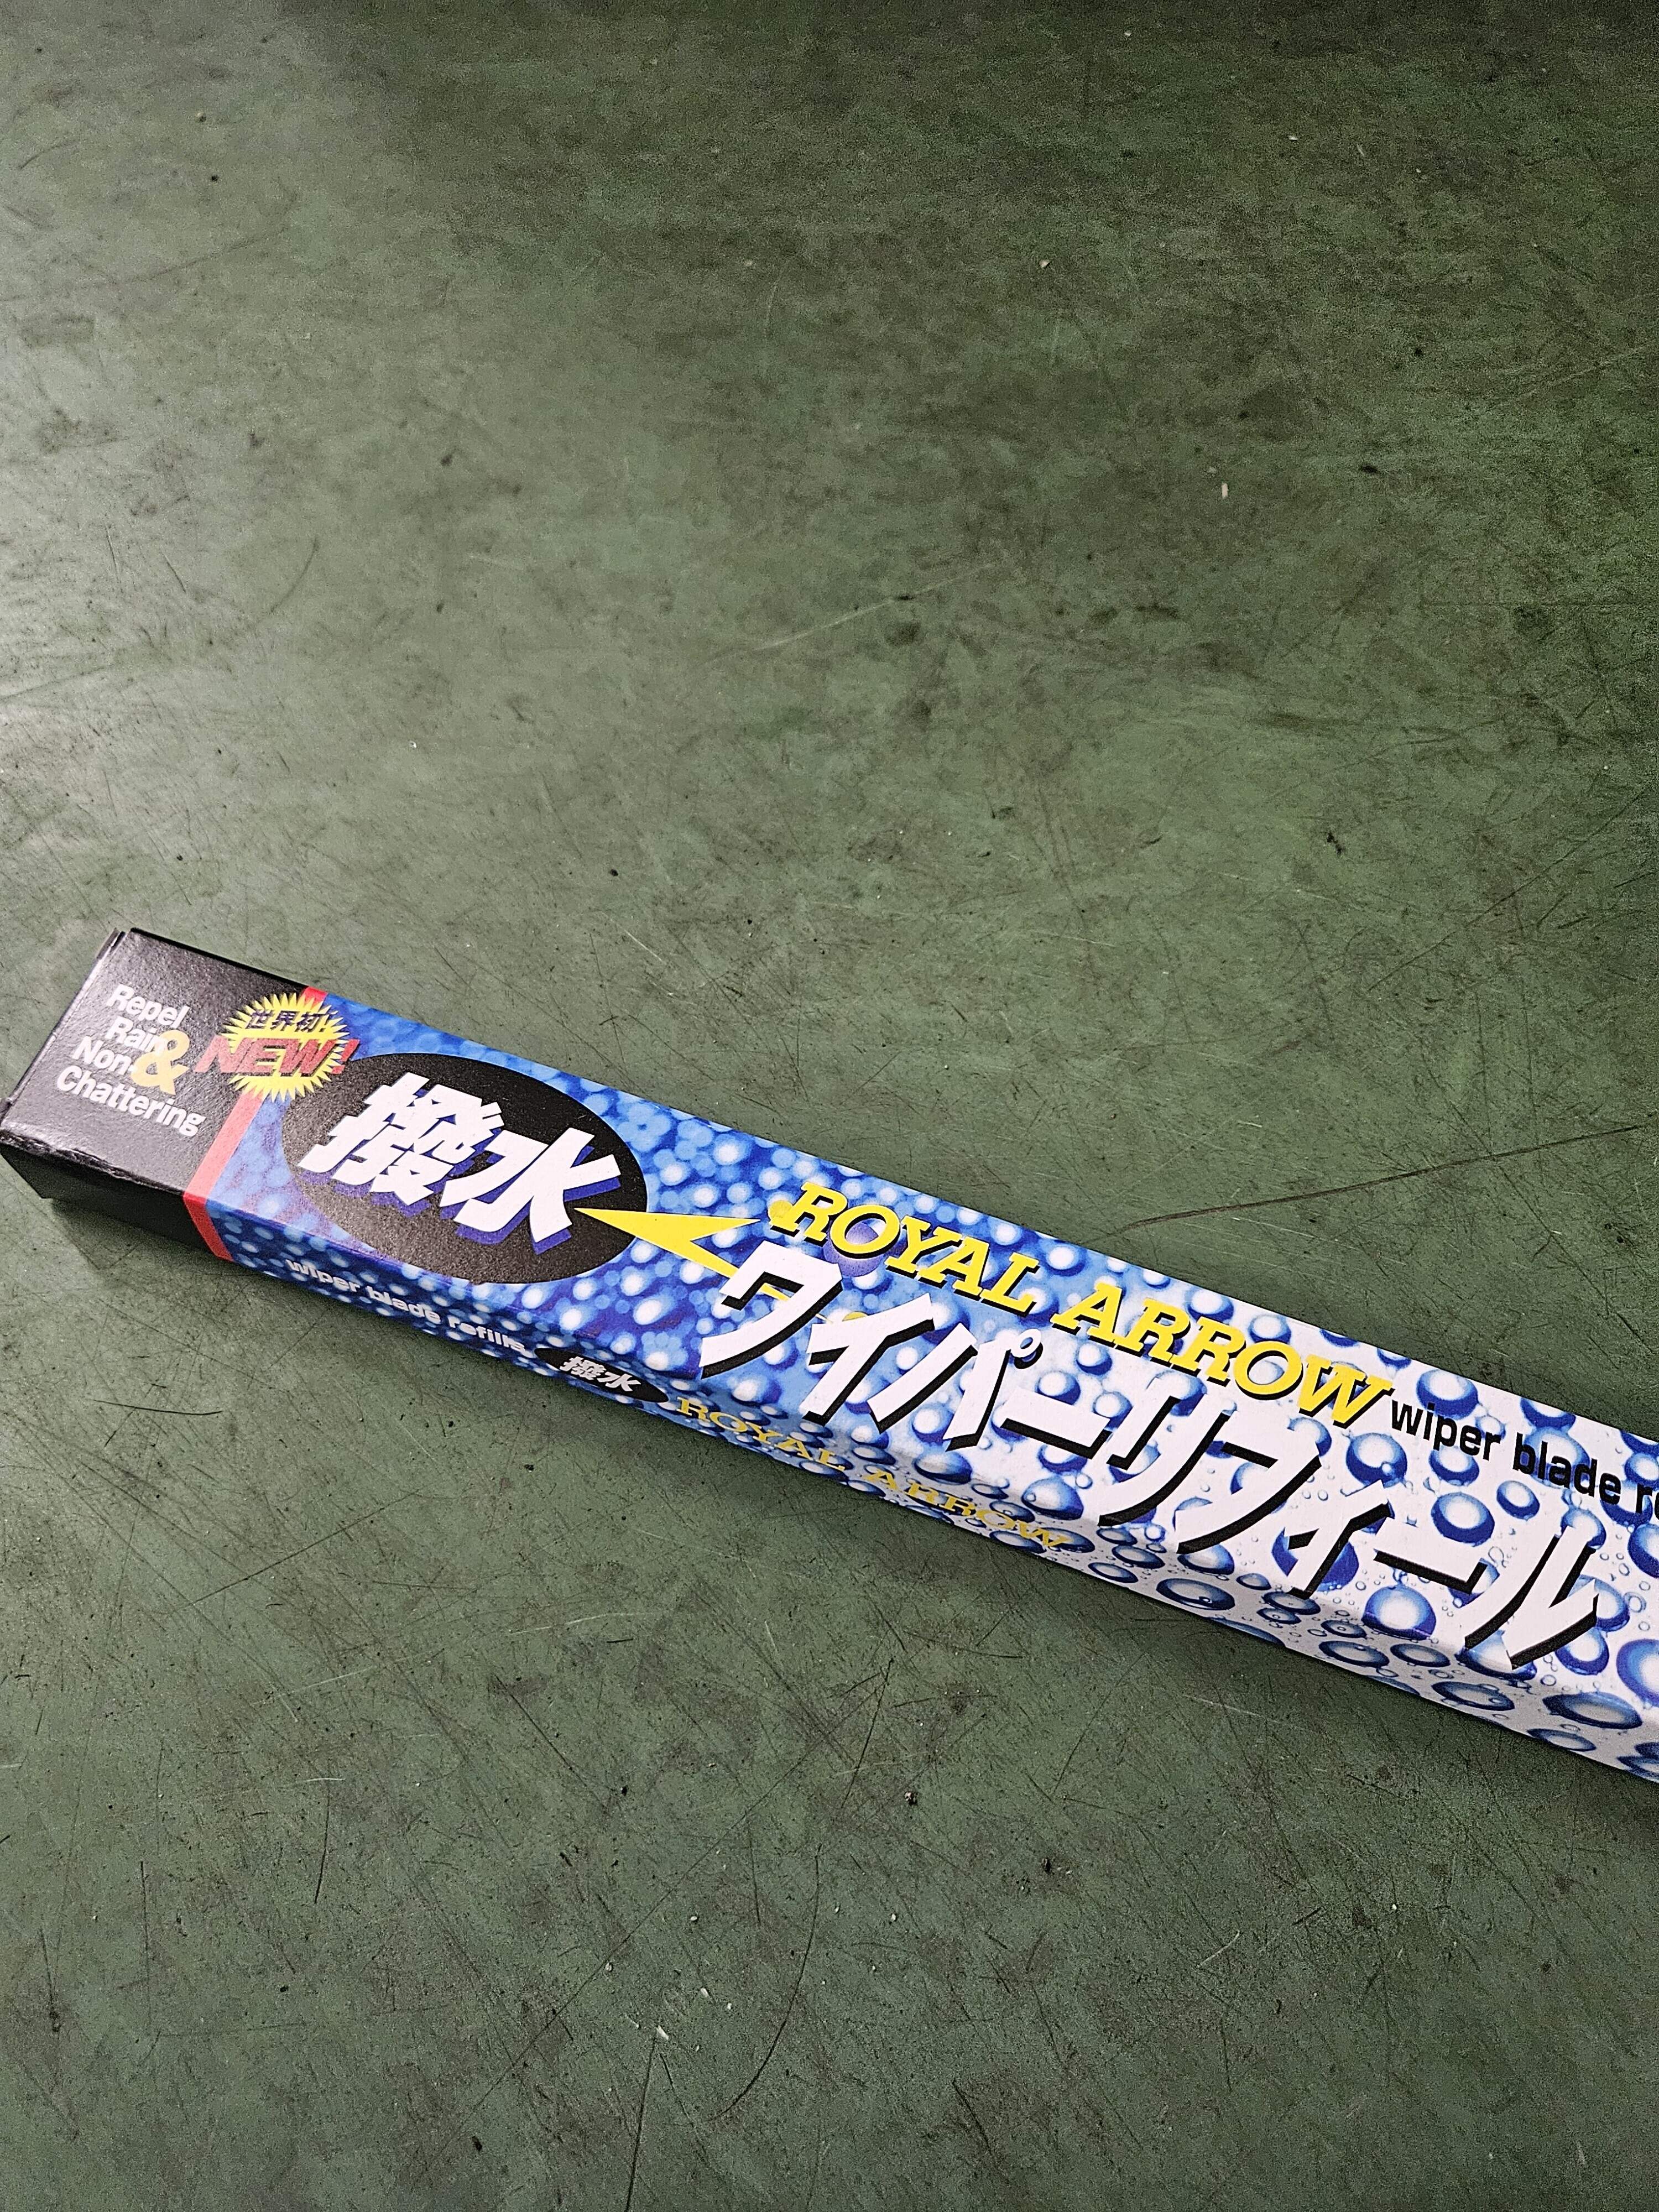 Repel
Rain &
Non-
Chattering
世界初!
NEW!
撥水
ROYAL ARROW
wiper blade
ワイパーリフィール
wiper blade refills
撥水
ROYAL ARROW